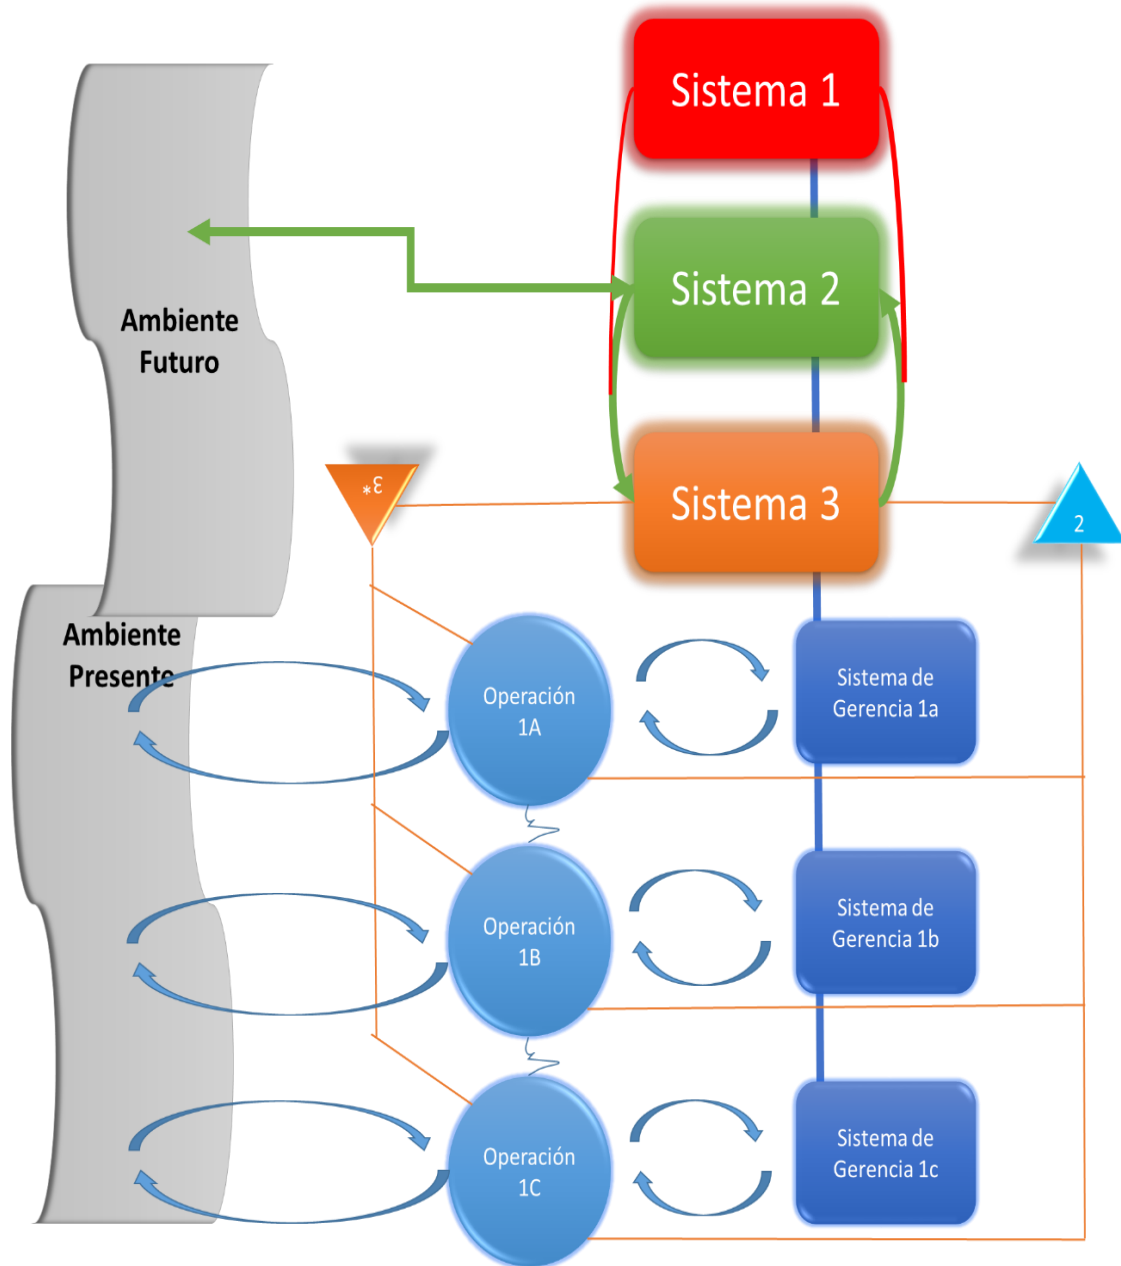 Sistema 1
Sistema 2
Ambiente
Futuro
3*
Sistema 3
2
Ambiente
Presente
Operación
1A
Sistema de
Gerencia 1a
Operación
1B
Sistema de
Gerencia 1b
Operación
1C
Sistema de
Gerencia 1c